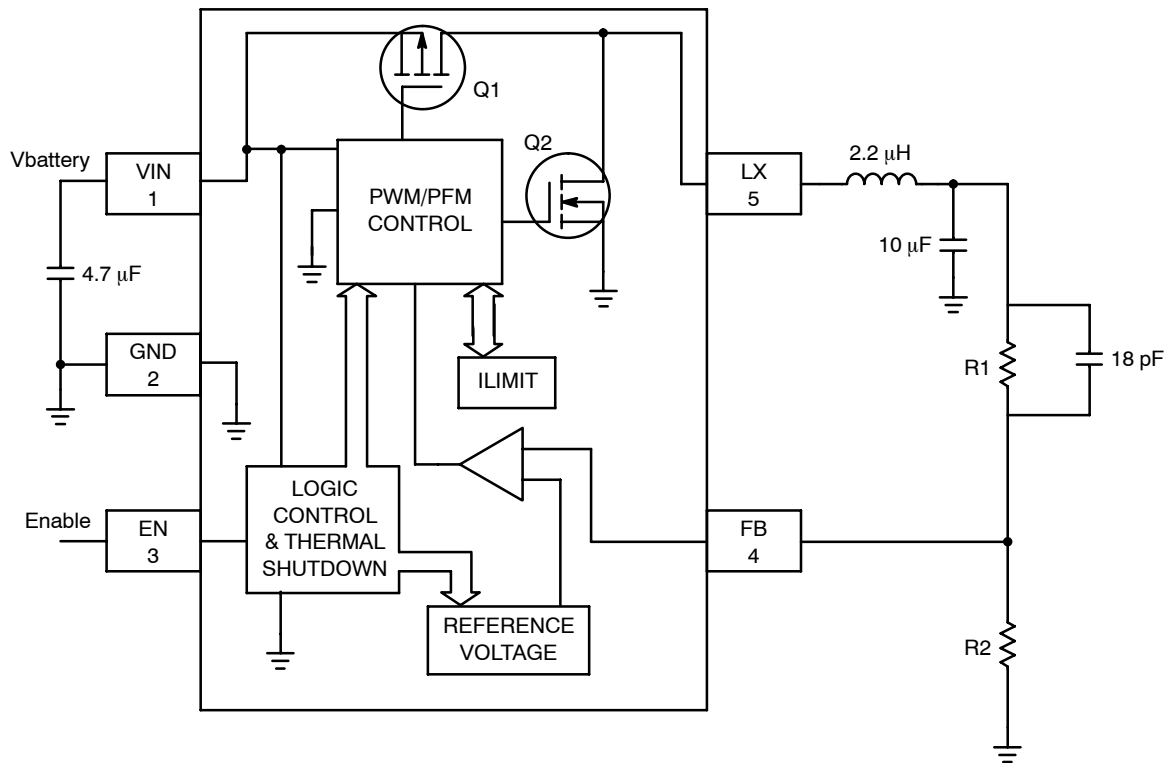 Q1
Q2
Vbattery
VIN
1
PWM/PFM
CONTROL
LX
5
2.2 μH
10 μF
4.7 μF
GND
2
ILIMIT
R1
18 pF
Enable
EN
3
LOGIC
CONTROL
& THERMAL
SHUTDOWN
FB
4
REFERENCE
VOLTAGE
R2